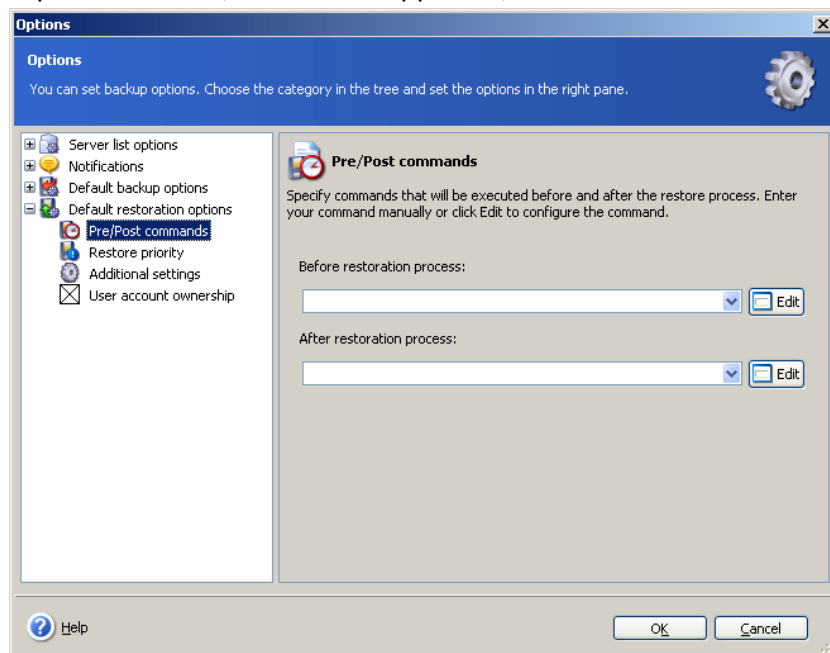 Options
Options
You can set backup options. Choose the category in the tree and set the options in the right pane.
Server list options
Notifications
Default backup options
Default restoration options
Pre/Post commands
Restore priority
Additional settings
User account ownership
Pre/Post commands
Specify commands that will be executed before and after the restore process. Enter
your command manually or click Edit to configure the command.
Before restoration process:
Edit
After restoration process:
Edit
Help
OK
Cancel